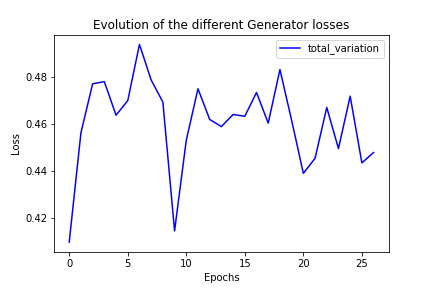 Evolution of the different Generator losses
total_variation
0.48
0.46
0.44
0.42
Loss
0 5 10 15 20 25
Epochs